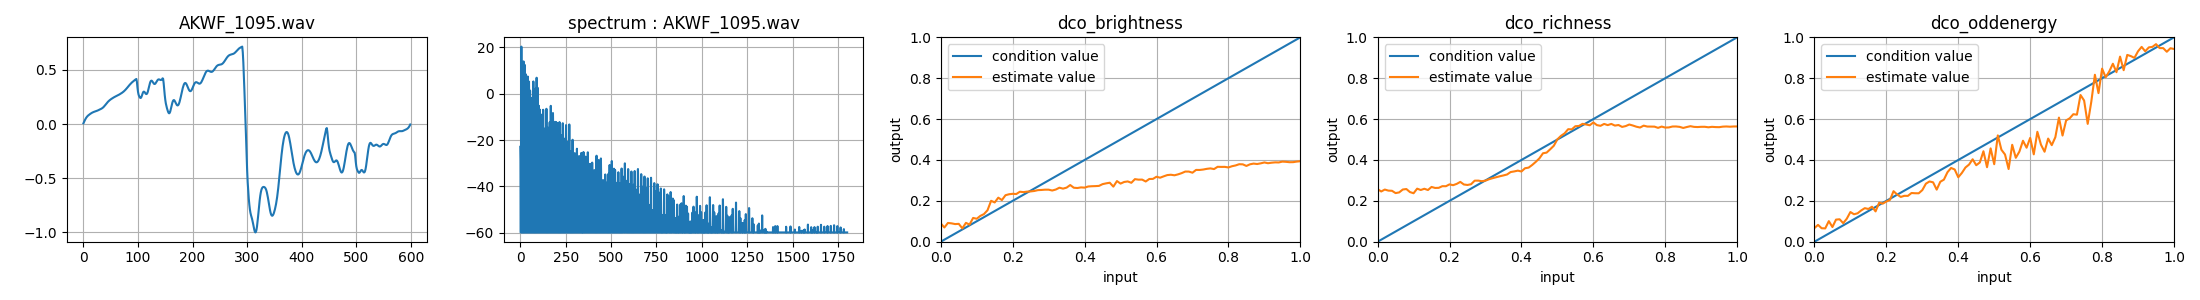 AKWF_1095.wav
0.5
0.0
−0.5
−1.0
0 100 200 300 400 500 600
spectrum : AKWF_1095.wav
20
0
−20
−40
−60
0 250 500 750 1000 1250 1500 1750
dco_brightness
condition value
estimate value
output
1.0
0.8
0.6
0.4
0.2
0.0
0.0 0.2 0.4 0.6 0.8 1.0
input
dco_richness
condition value
estimate value
output
1.0
0.8
0.6
0.4
0.2
0.0
0.0 0.2 0.4 0.6 0.8 1.0
input
dco_oddenergy
condition value
estimate value
output
1.0
0.8
0.6
0.4
0.2
0.0
0.0 0.2 0.4 0.6 0.8 1.0
input